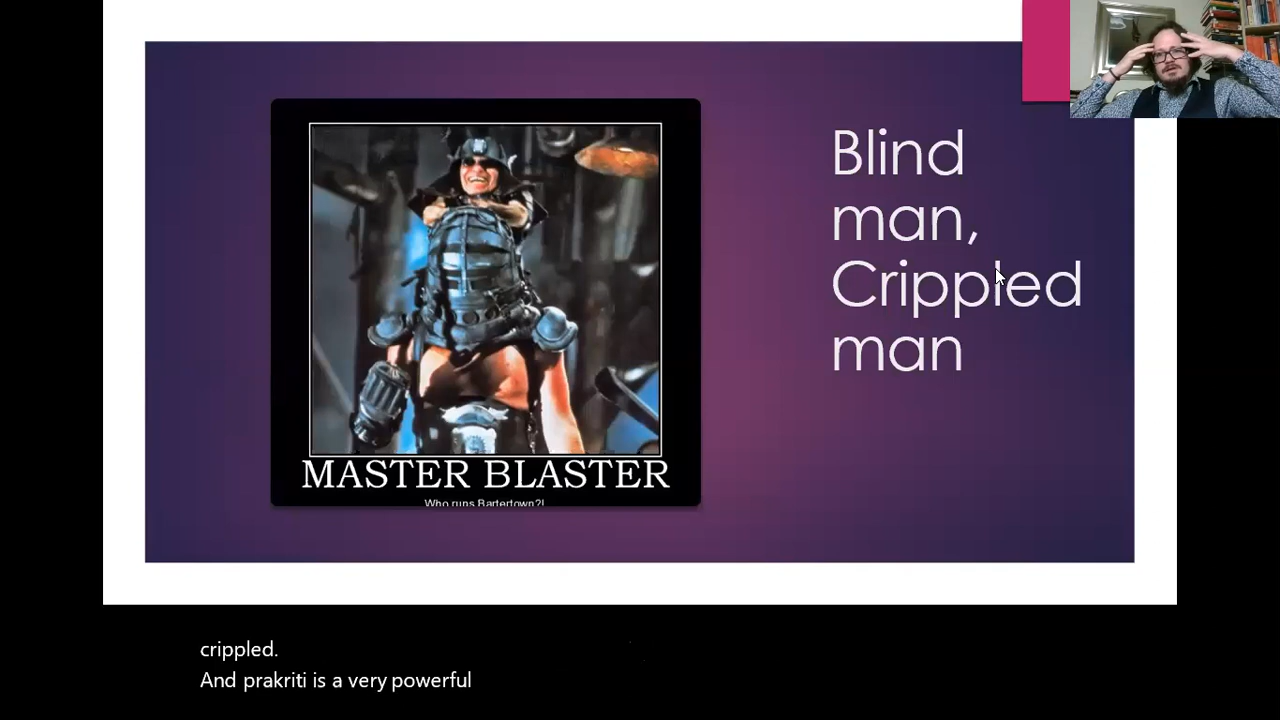 Blind
man,
Crippled
man
MASTER BLASTER
Who runs Bartertown?!
crippled.
And prakriti is a very powerful